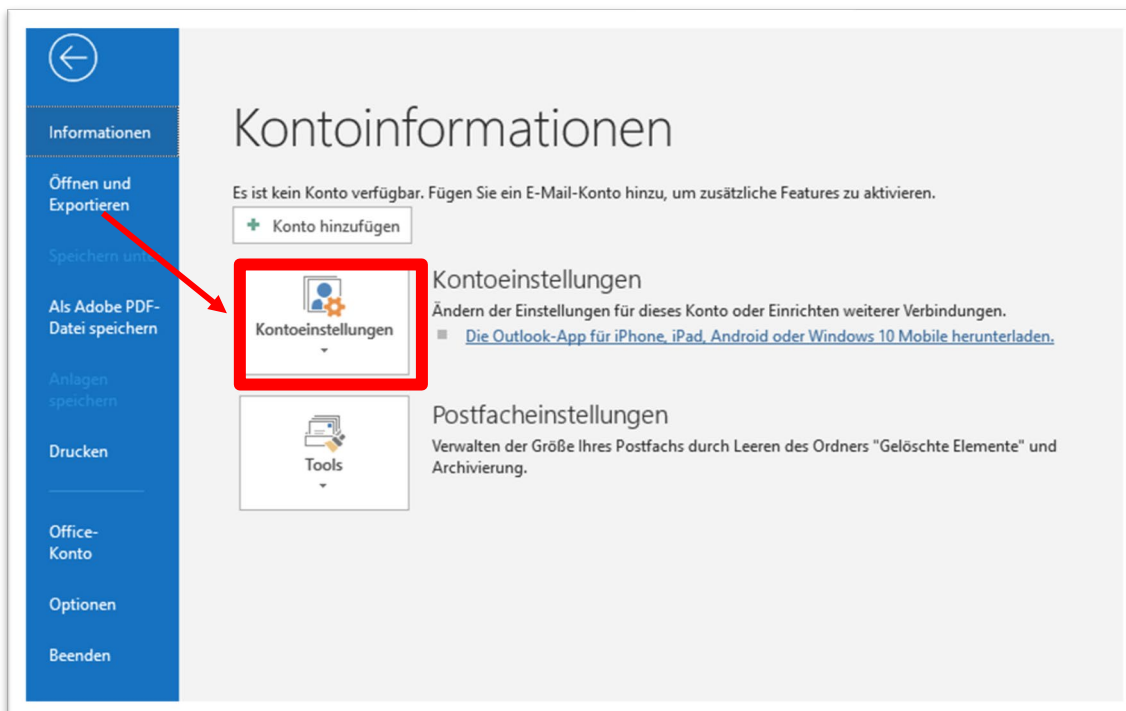 Informationen
Öffnen und
Exportieren
Speichern unter
Als Adobe PDF-
Datei speichern
Anlagen
speichern
Drucken
Office-
Konto
Optionen
Beenden
Kontoinformationen
Es ist kein Konto verfügbar. Fügen Sie ein E-Mail-Konto hinzu, um zusätzliche Features zu aktivieren.
Konto hinzufügen
Kontoeinstellungen
Kontoeinstellungen
Ändern der Einstellungen für dieses Konto oder Einrichten weiterer Verbindungen.
Die Outlook-App für iPhone, iPad, Android oder Windows 10 Mobile herunterladen.
Tools
Postfacheinstellungen
Verwalten der Größe Ihres Postfachs durch Leeren des Ordners "Gelöschte Elemente" und
Archivierung.